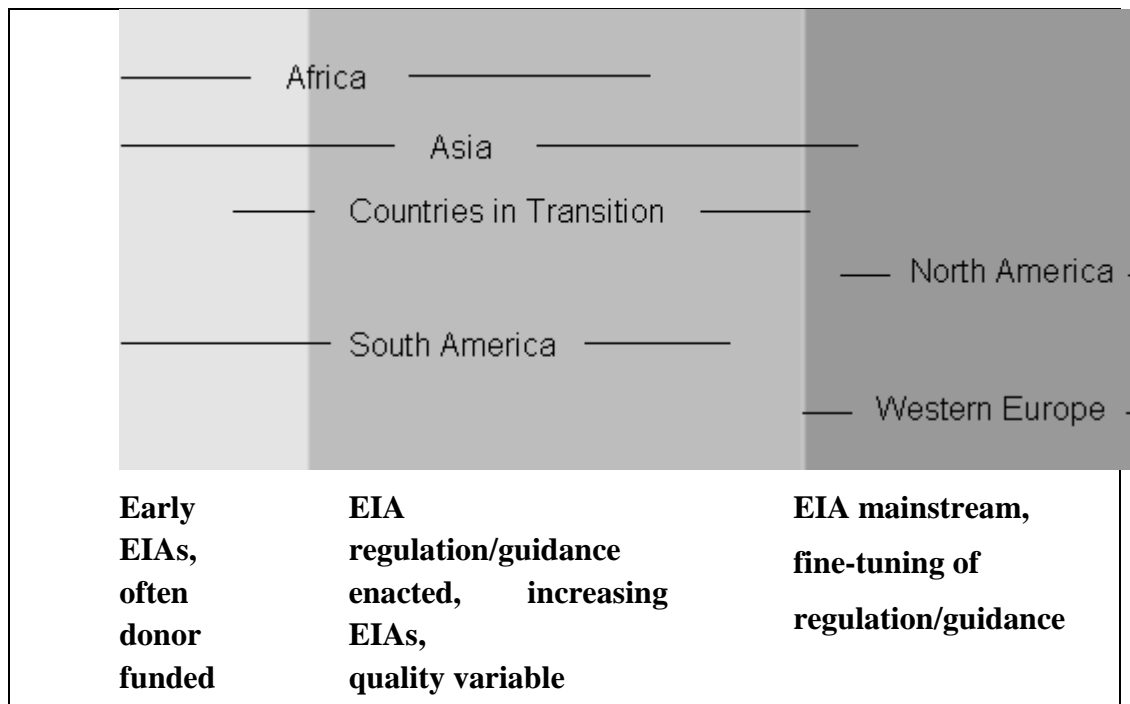 Africa
Asia
Countries in Transition
North America
South America
Western Europe
Early
EIAs,
often
donor
funded
EIA
regulation/guidance
enacted, increasing
EIAs,
quality variable
EIA mainstream,
fine-tuning of
regulation/guidance